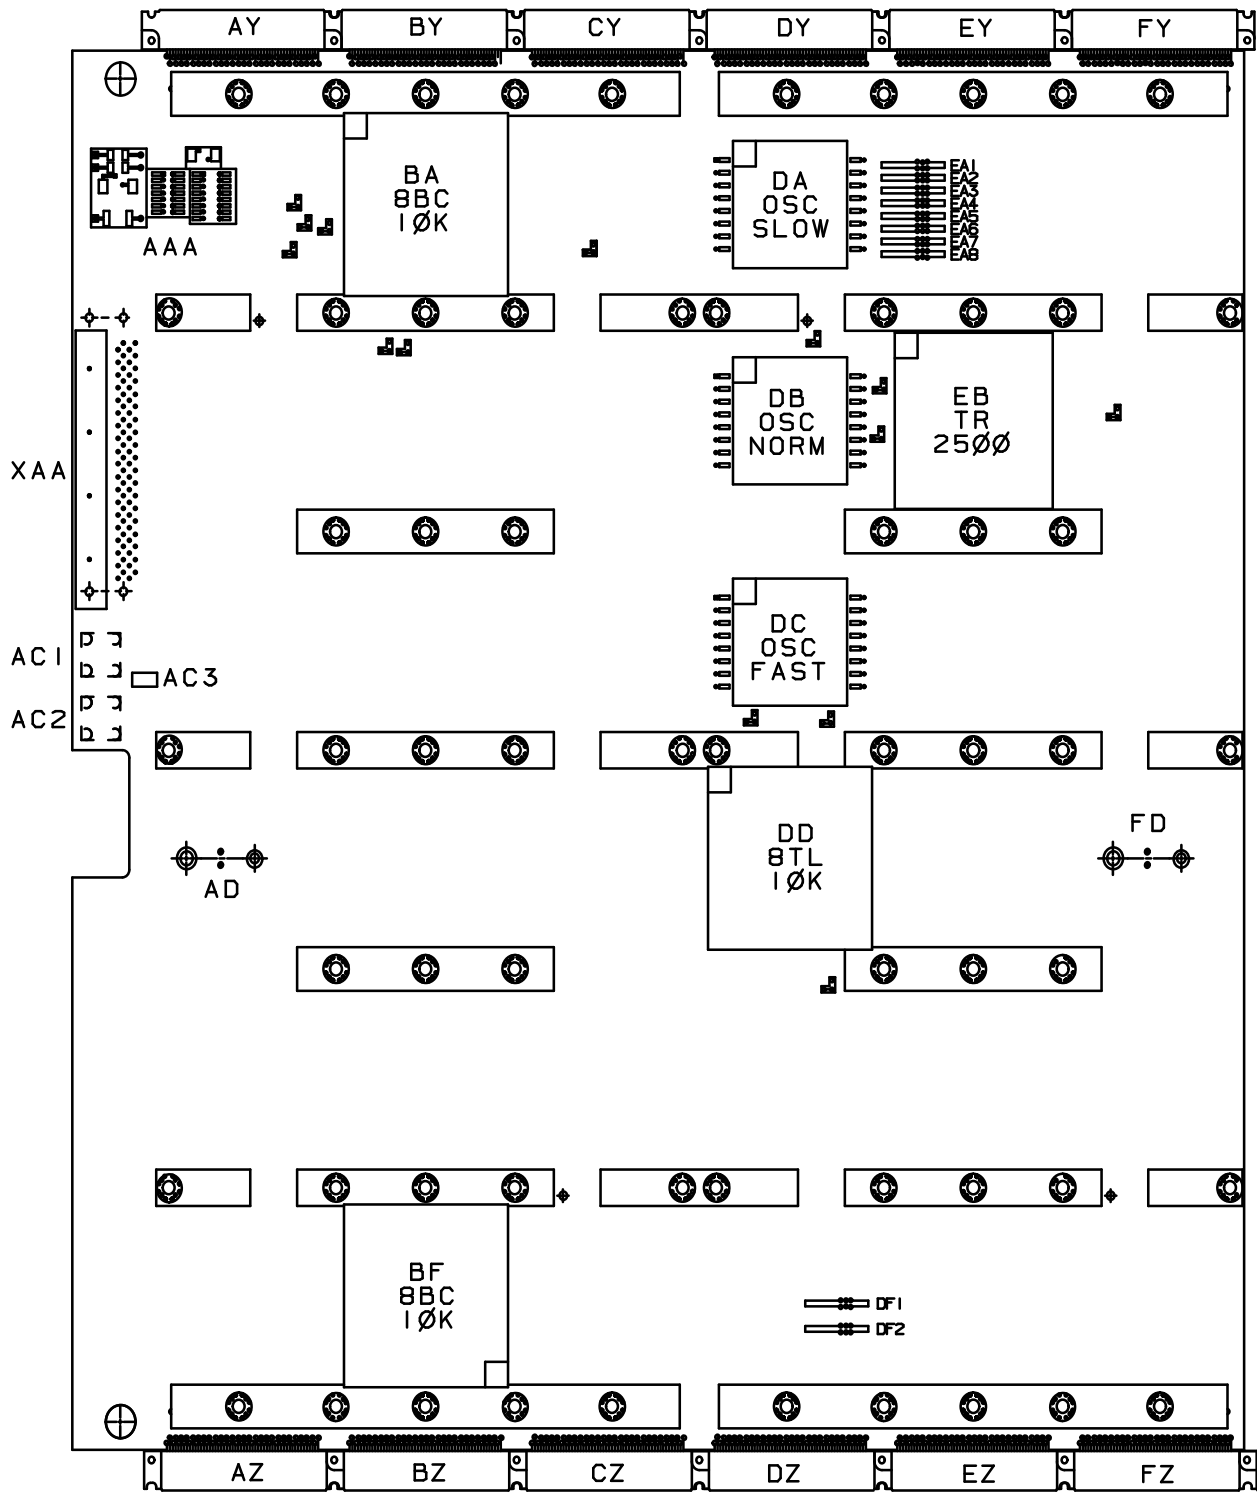 AY BY CY DY EY FY
BA
8BC
1ØK
DA
OSC
SLOW
EA1
EA2
EA3
EA4
EA5
EA6
EA7
EA8
AAA
DB
OSC
NORM
EB
TR
25ØØ
XAA
DC
OSC
FAST
AC1
AC3
AC2
DD
8TL
1ØK
FD
AD
BF
8BC
1ØK
DF1
DF2
AZ BZ CZ DZ EZ FZ